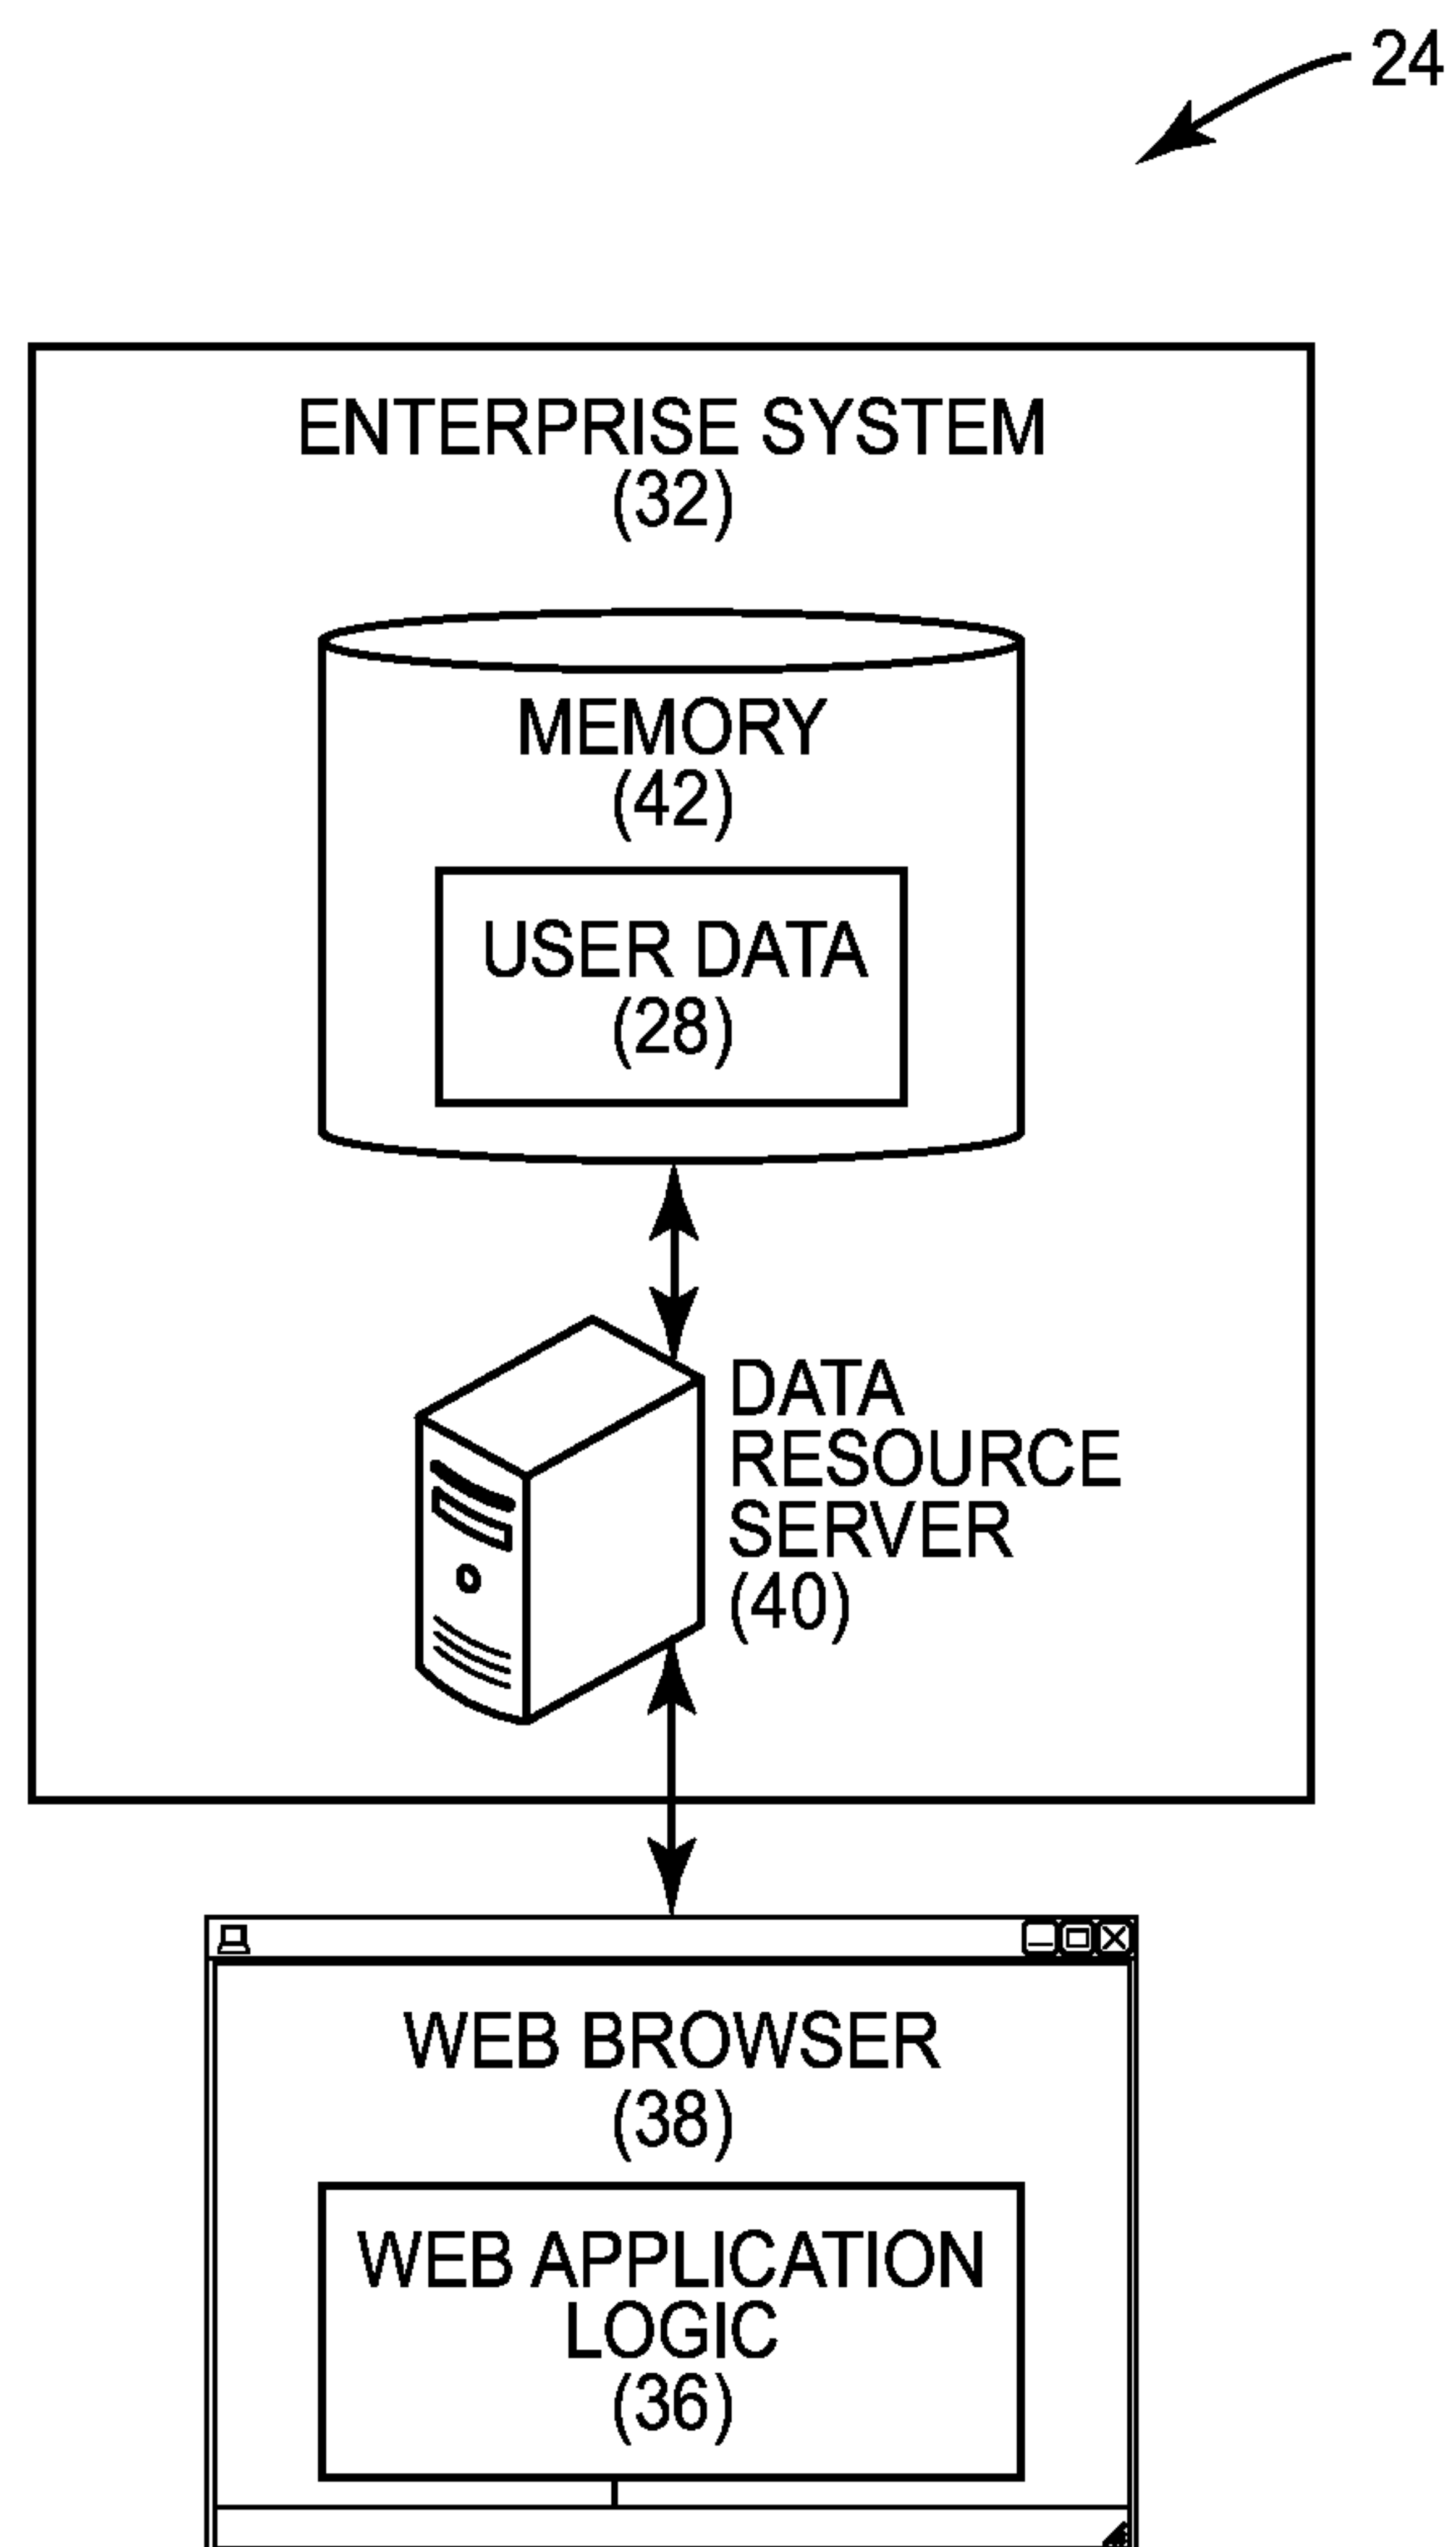 24
ENTERPRISE SYSTEM
(32)
MEMORY
(42)
USER DATA
(28)
DATA
RESOURCE
SERVER
(40)
WEB BROWSER
(38)
WEB APPLICATION
LOGIC
(36)